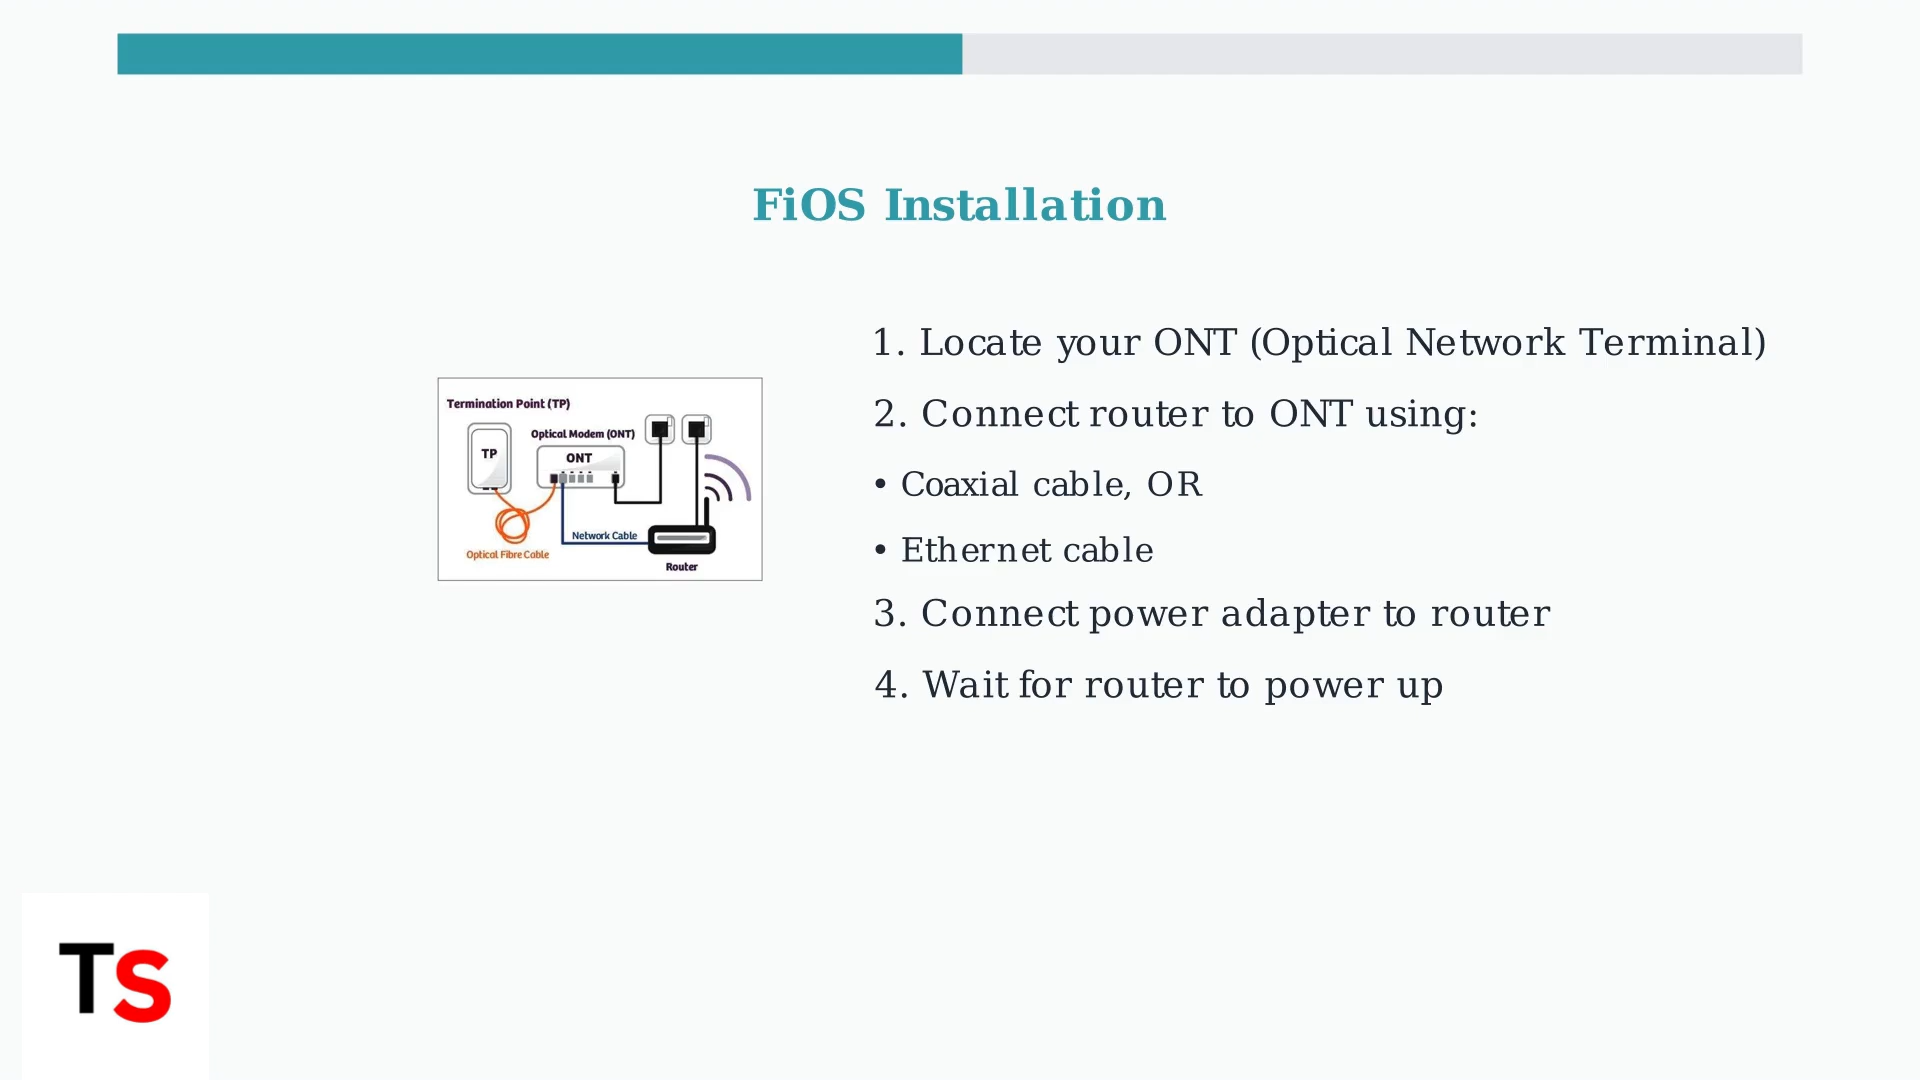 FiOS Installation
Termination Point (TP)
TP
Optical Modem (ONT)
ONT
Network Cable
Optical Fibre Cable
Router
1. Locate your ONT (Optical Network Terminal)
2. Connect router to ONT using:
• Coaxial cable, OR
• Ethernet cable
3. Connect power adapter to router
4. Wait for router to power up
TS